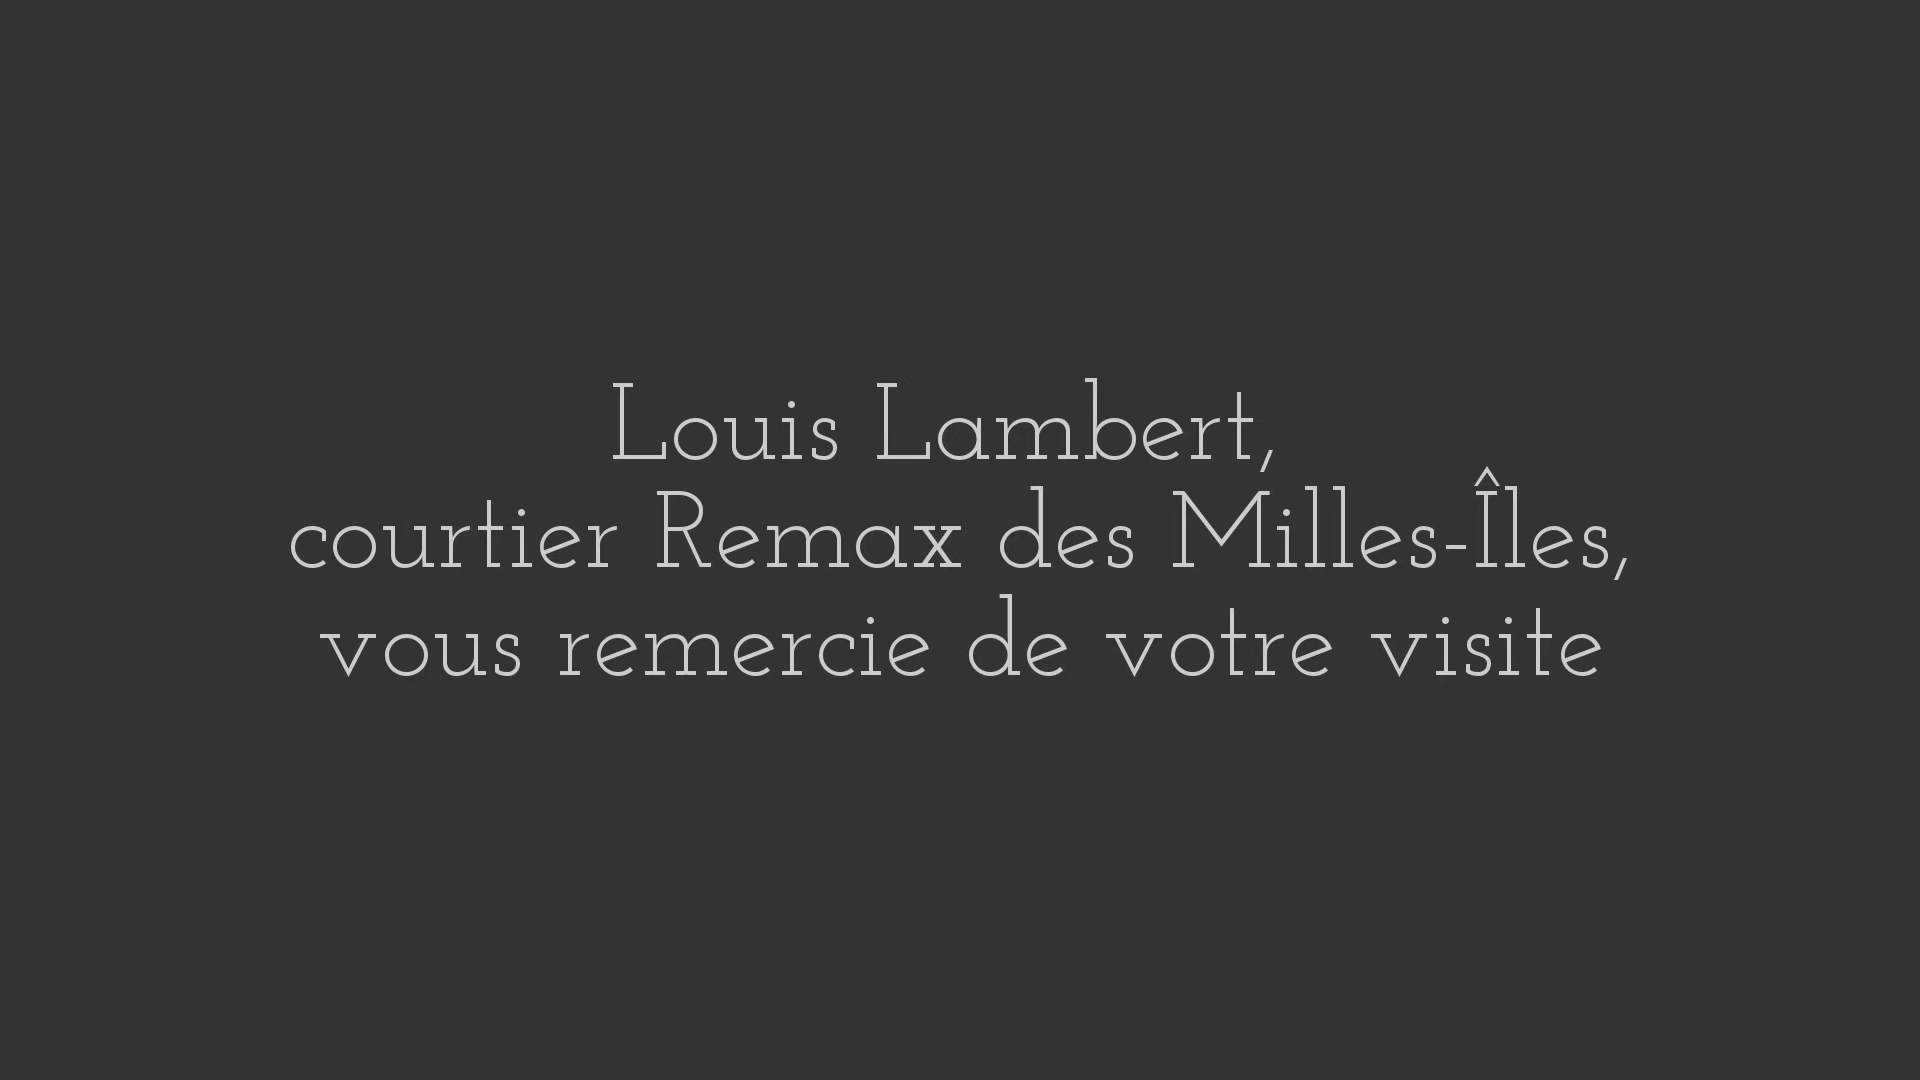 Louis Lambert,
courtier Remax des Milles-Îles,
vous remercie de votre visite